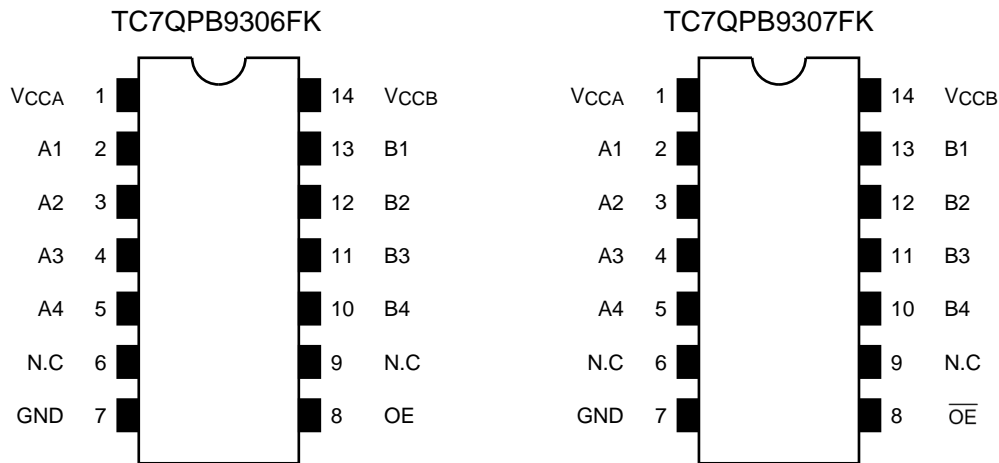 TC7QPB9306FK TC7QPB9307FK
VCCA 1 14 VCCB VCCA 1 14 VCCB
A1 2 13 B1 A1 2 13 B1
A2 3 12 B2 A2 3 12 B2
A3 4 11 B3 A3 4 11 B3
A4 5 10 B4 A4 5 10 B4
N.C 6 9 N.C N.C 6 9 N.C
GND 7 8 OE GND 7 8 O̅E̅